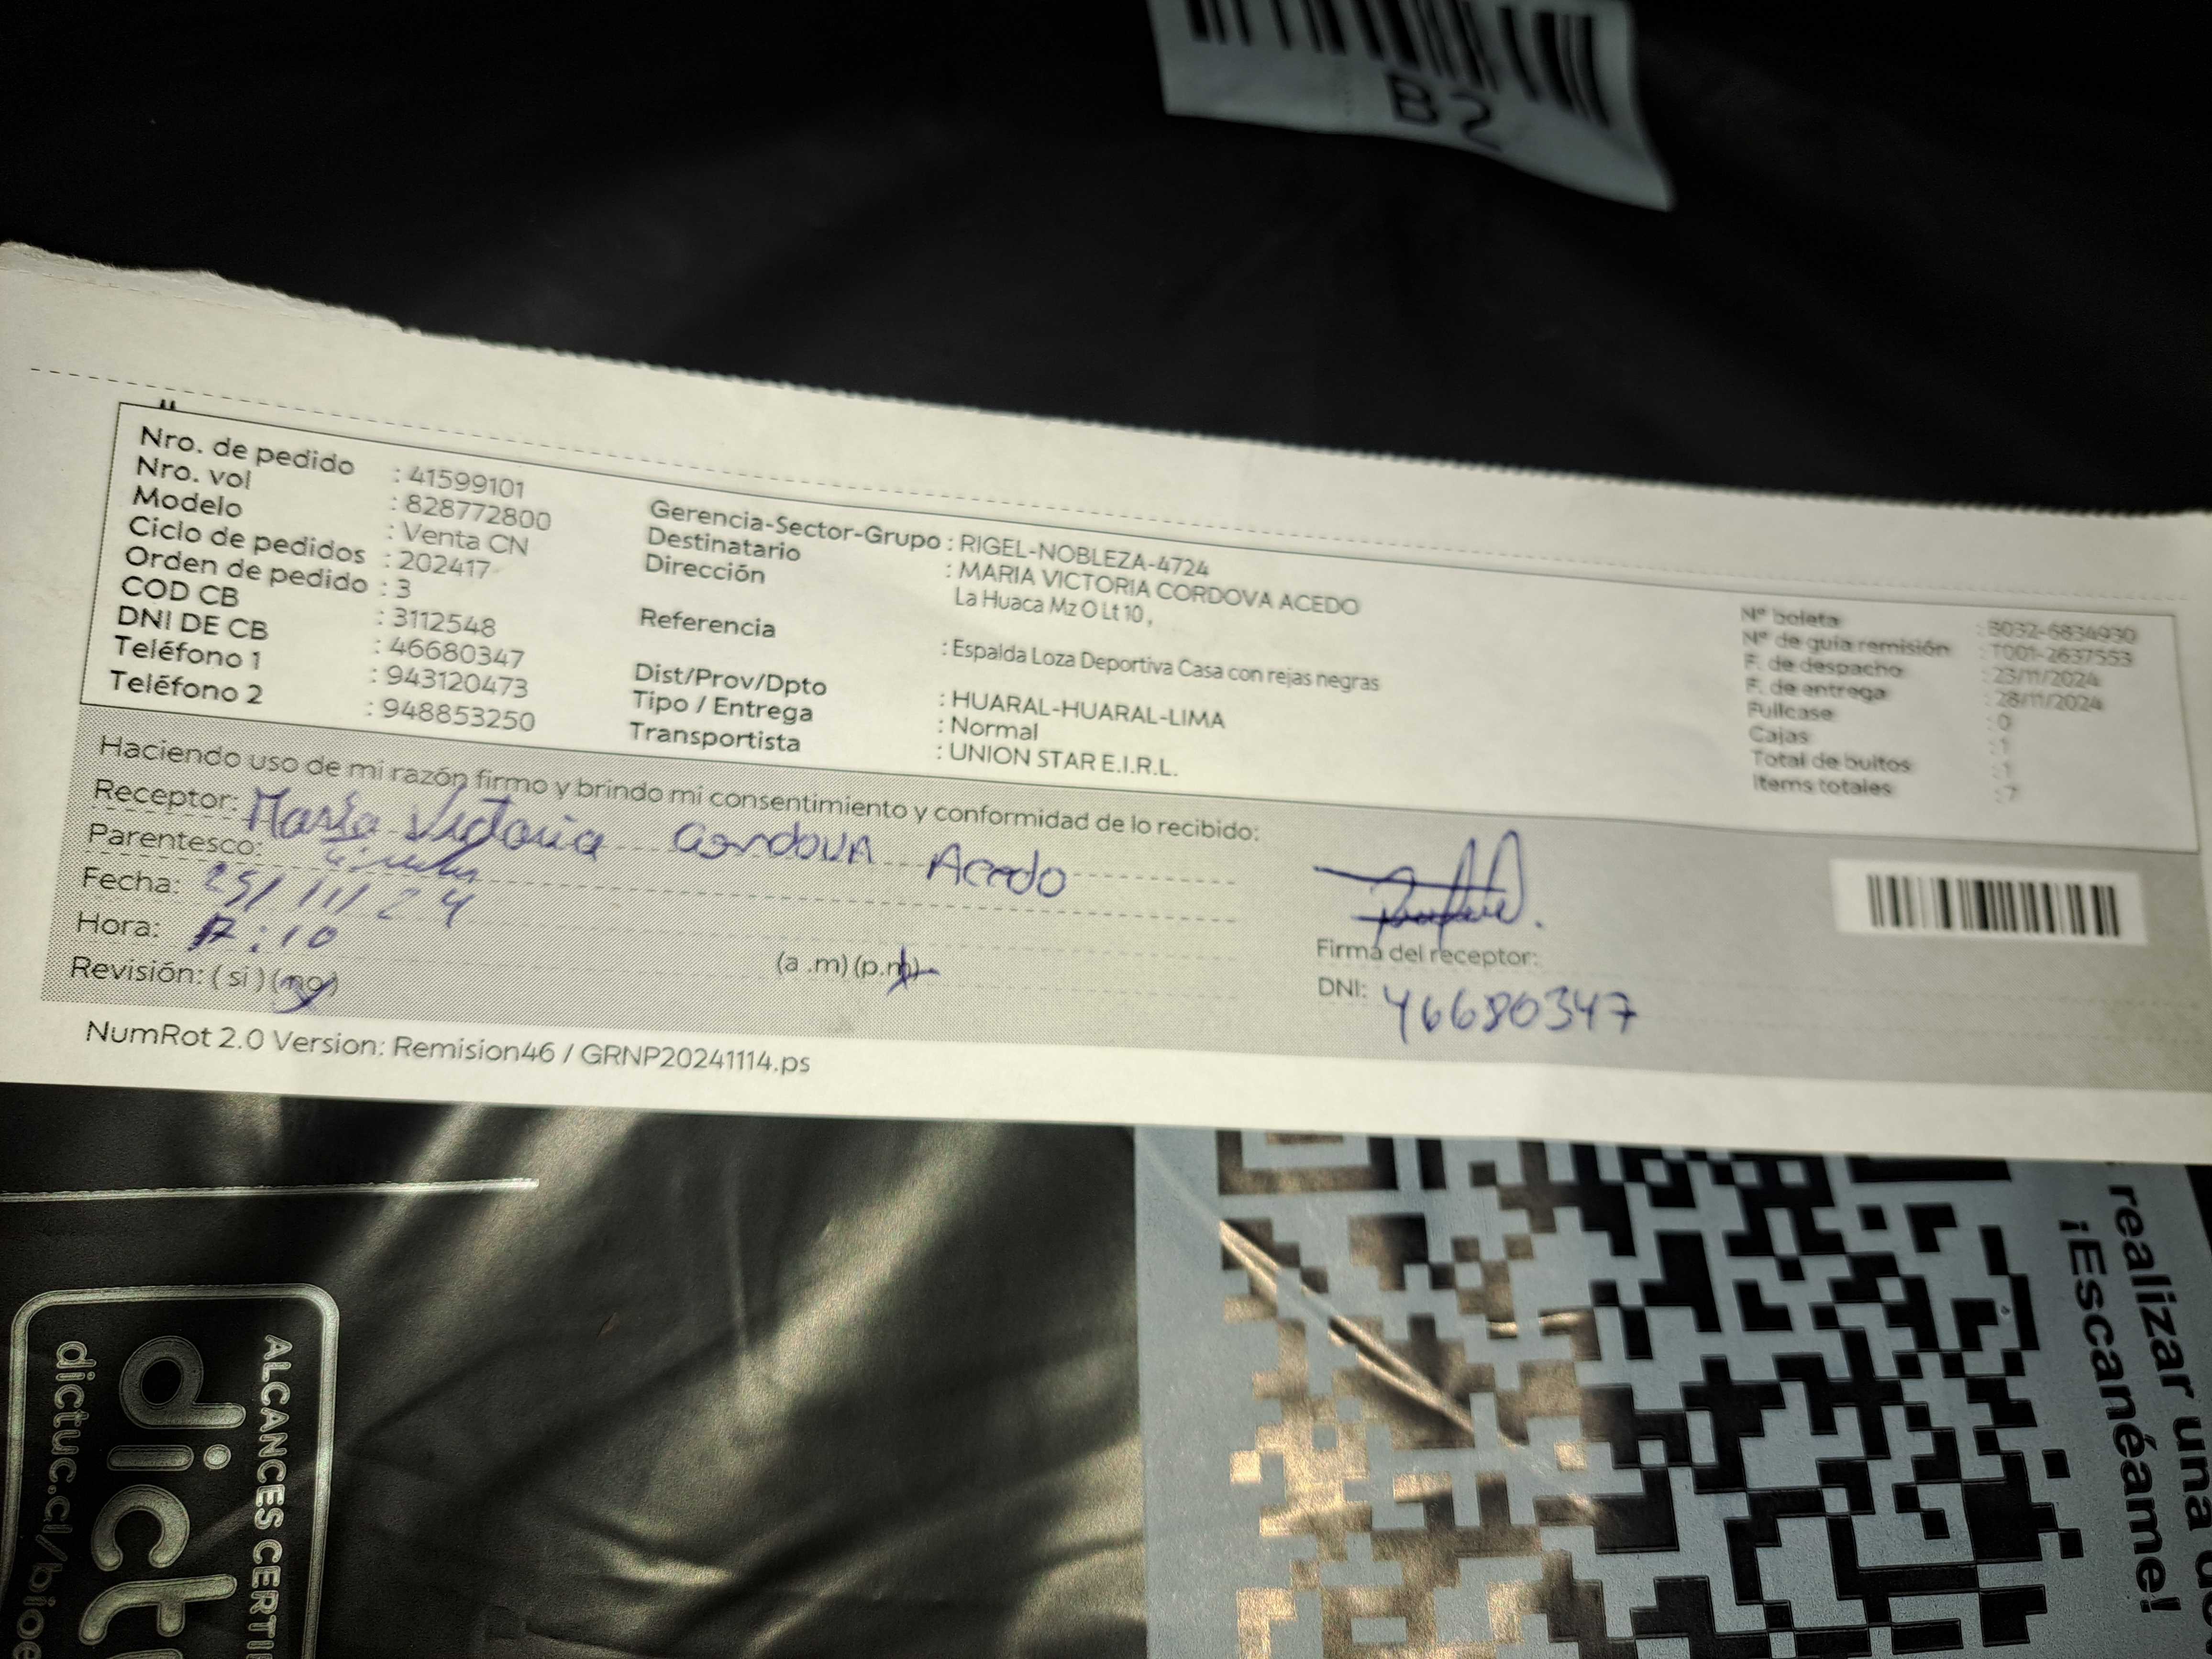 B2
Nro. de pedido : 41599101
Nro. vol : 828772800
Modelo : Venta CN
Ciclo de pedidos : 202417
Orden de pedido : 3
COD CB : 3112548
DNI DE CB : 46680347
Teléfono 1 : 943120473
Teléfono 2 : 948853250
Gerencia-Sector-Grupo : RIGEL-NOBLEZA-4724
Destinatario : MARIA VICTORIA CORDOVA ACEDO
Dirección La Huaca Mz O Lt 10 ,
Referencia : Espalda Loza Deportiva Casa con rejas negras
Dist/Prov/Dpto : HUARAL-HUARAL-LIMA
Tipo / Entrega : Normal
Transportista : UNION STAR E.I.R.L.
N° boleta : B032-6834930
N° de guía remisión : T001-2637553
F. de despacho : 23/11/2024
F. de entrega : 28/11/2024
Fullcase : 0
Cajas : 1
Total de bultos : 1
Items totales : 7
Haciendo uso de mi razón firmo y brindo mi consentimiento y conformidad de lo recibido:
Receptor: María Victoria Cordova Acedo
Parentesco:
Fecha: 25/11/24
Hora: :10 (a .m) (p.m)
Revisión: ( si ) (no)
Firma del receptor:
DNI: 46680347
NumRot 2.0 Version: Remision46 / GRNP20241114.ps
realizar una
¡Escanéame!
ALCANCES CERTI
dict
dictuc.cl/bioe